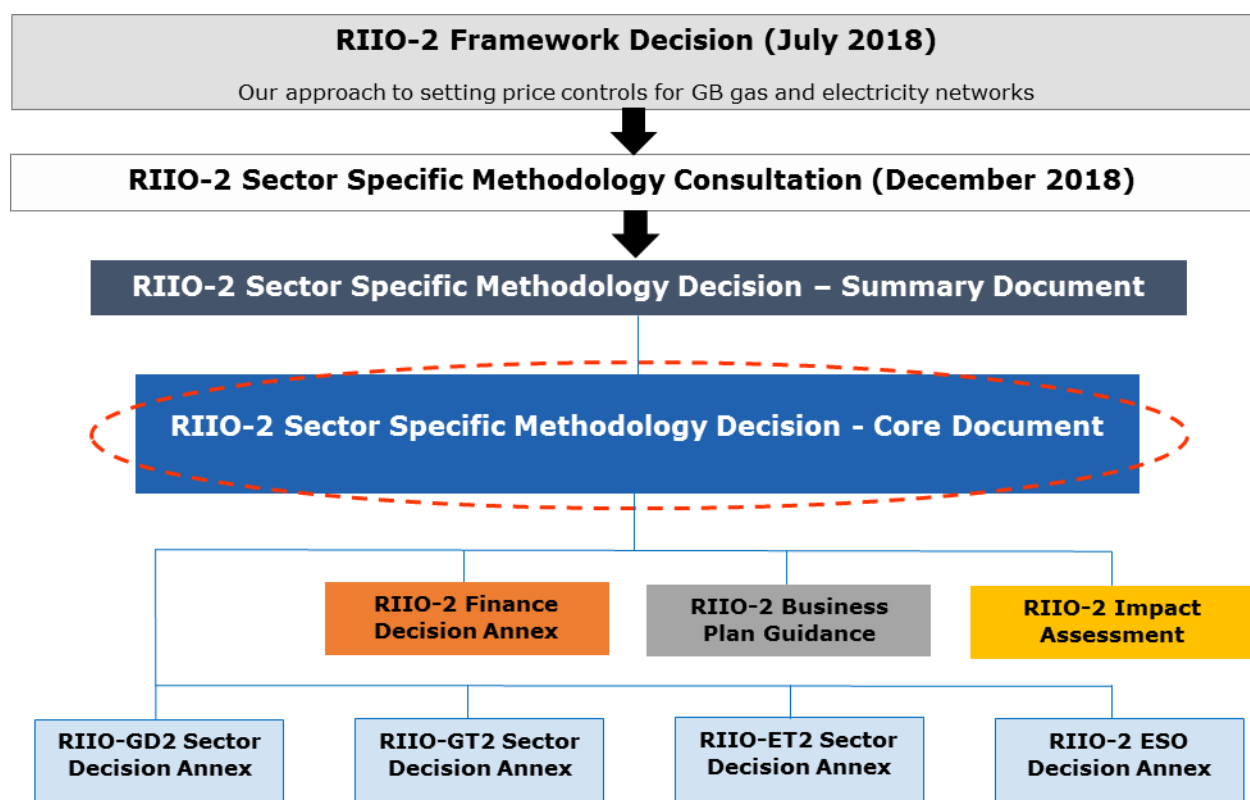 RIIO-2 Framework Decision (July 2018)
Our approach to setting price controls for GB gas and electricity networks
RIIO-2 Sector Specific Methodology Consultation (December 2018)
RIIO-2 Sector Specific Methodology Decision – Summary Document
RIIO-2 Sector Specific Methodology Decision - Core Document
RIIO-2 Finance
Decision Annex
RIIO-2 Business
Plan Guidance
RIIO-2 Impact
Assessment
RIIO-GD2 Sector
Decision Annex
RIIO-GT2 Sector
Decision Annex
RIIO-ET2 Sector
Decision Annex
RIIO-2 ESO
Decision Annex